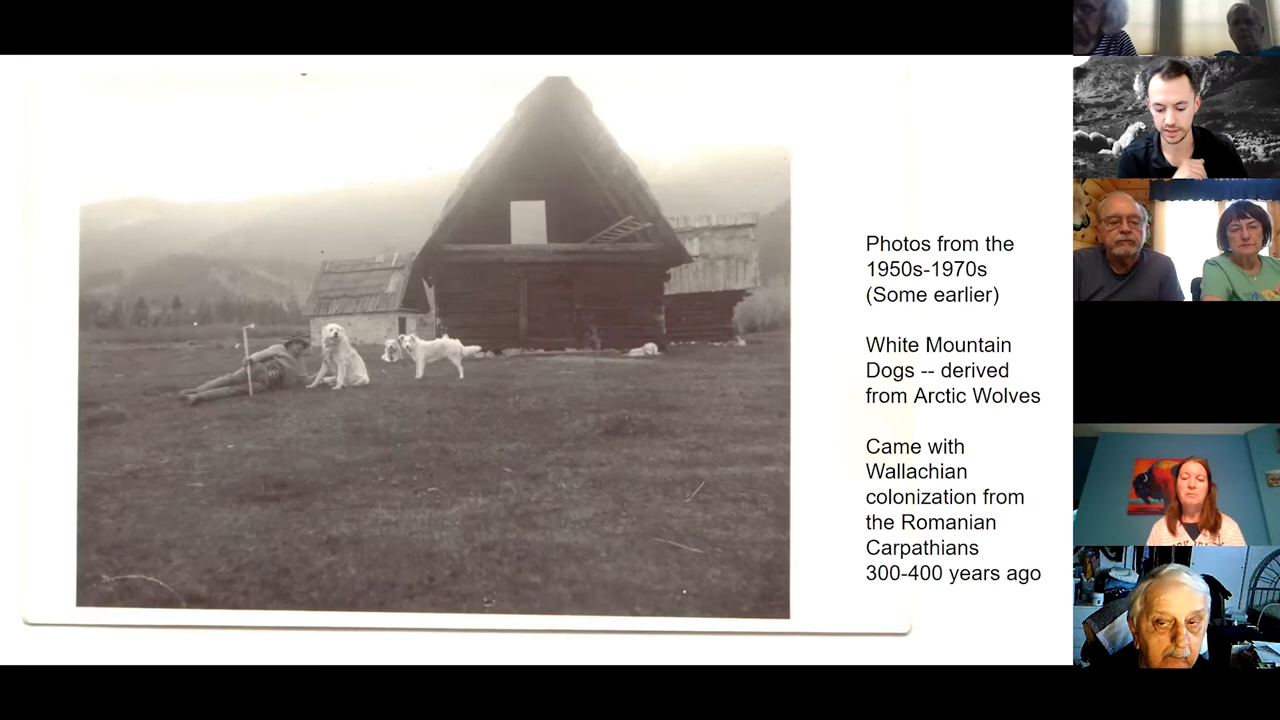 Photos from the
1950s-1970s
(Some earlier)
White Mountain
Dogs -- derived
from Arctic Wolves
Came with
Wallachian
colonization from
the Romanian
Carpathians
300-400 years ago